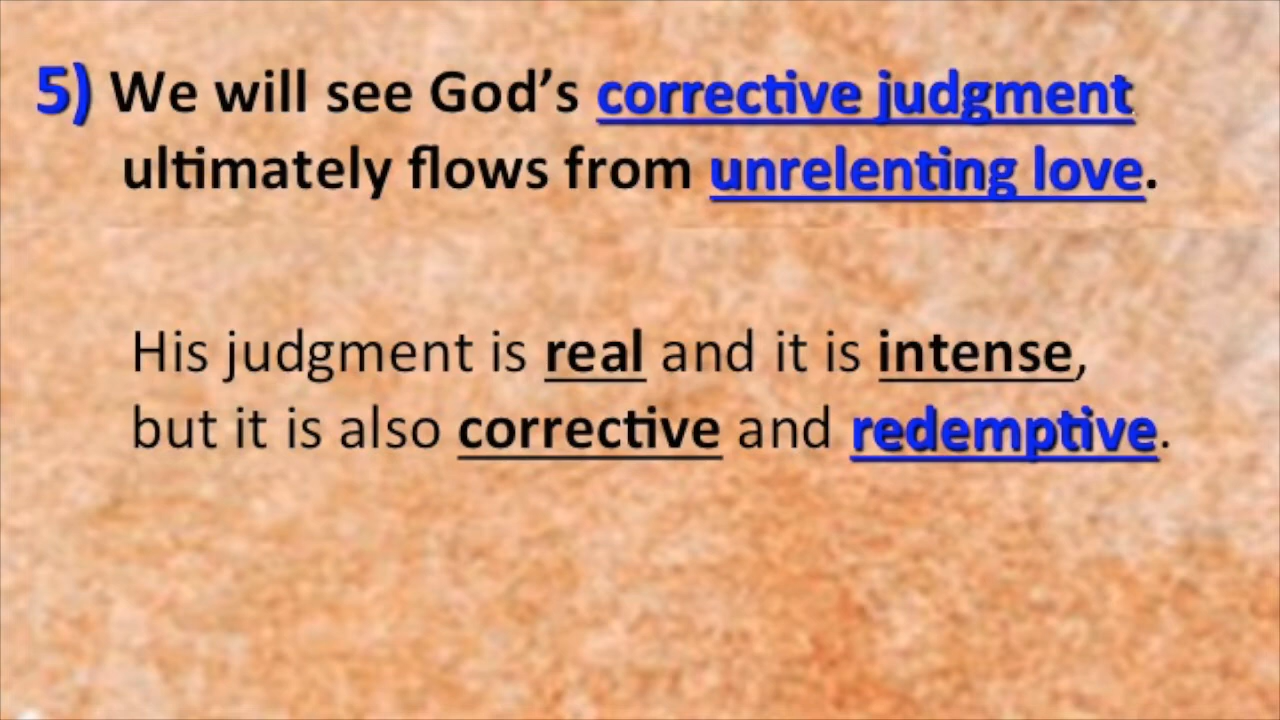 5) We will see God’s corrective judgment
ultimately flows from unrelenting love.
His judgment is real and it is intense,
but it is also corrective and redemptive.